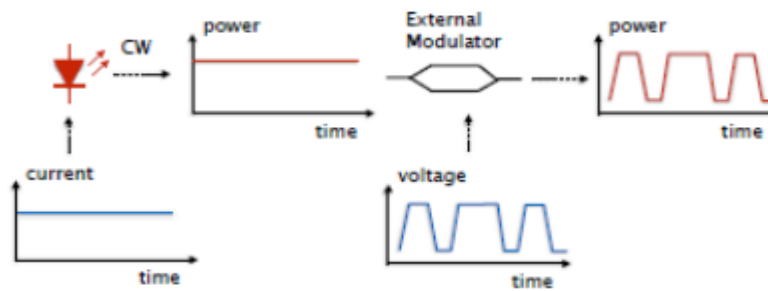 CW
power
time
External
Modulator
power
time
current
time
voltage
time